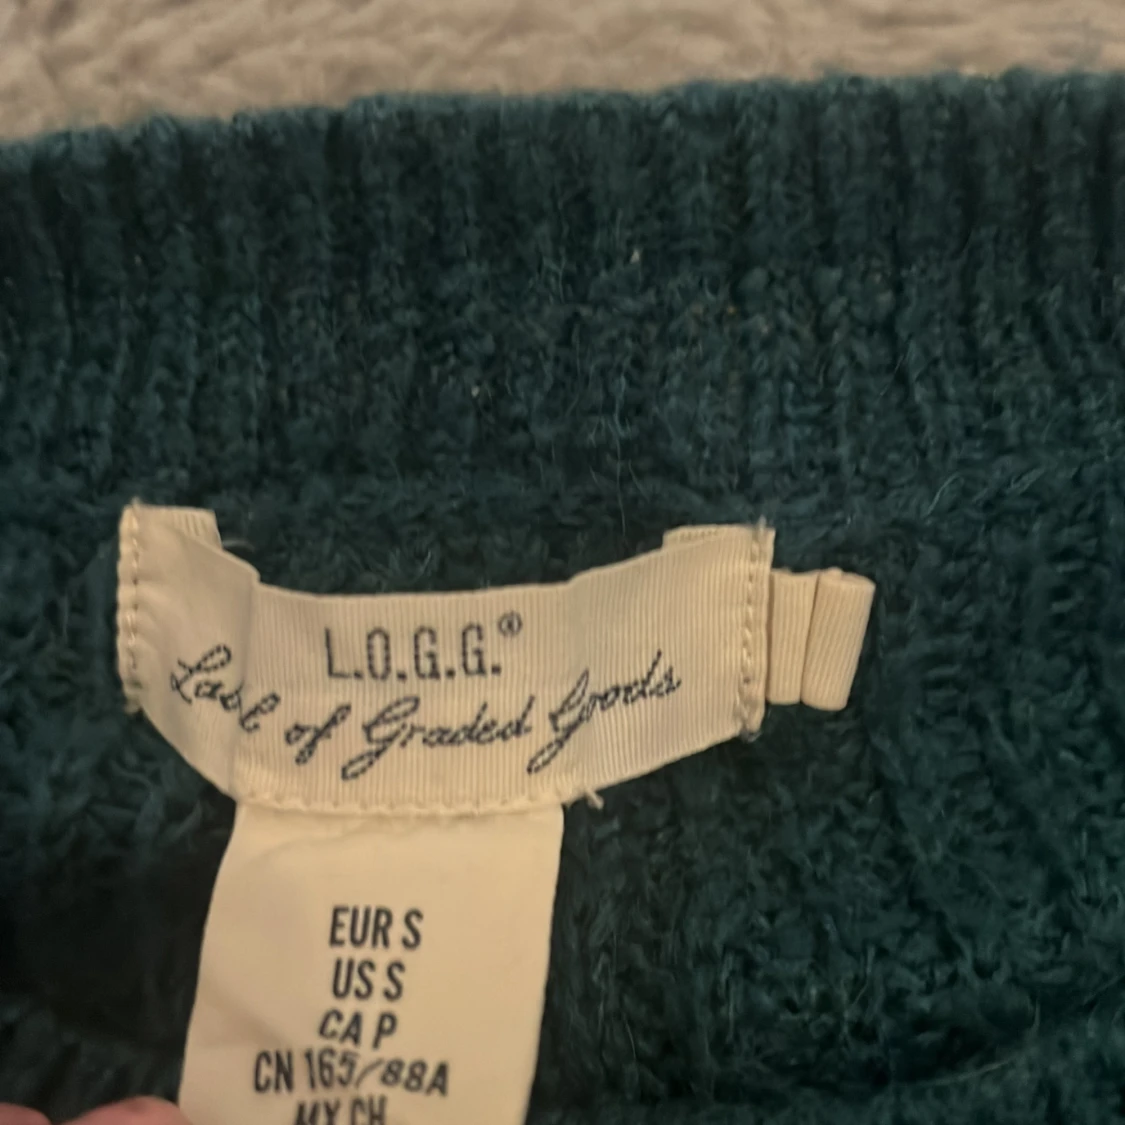 L.O.G.G.®
Label of Graded Goods
EUR S
US S
CA P
CN 165/88A
MX CH